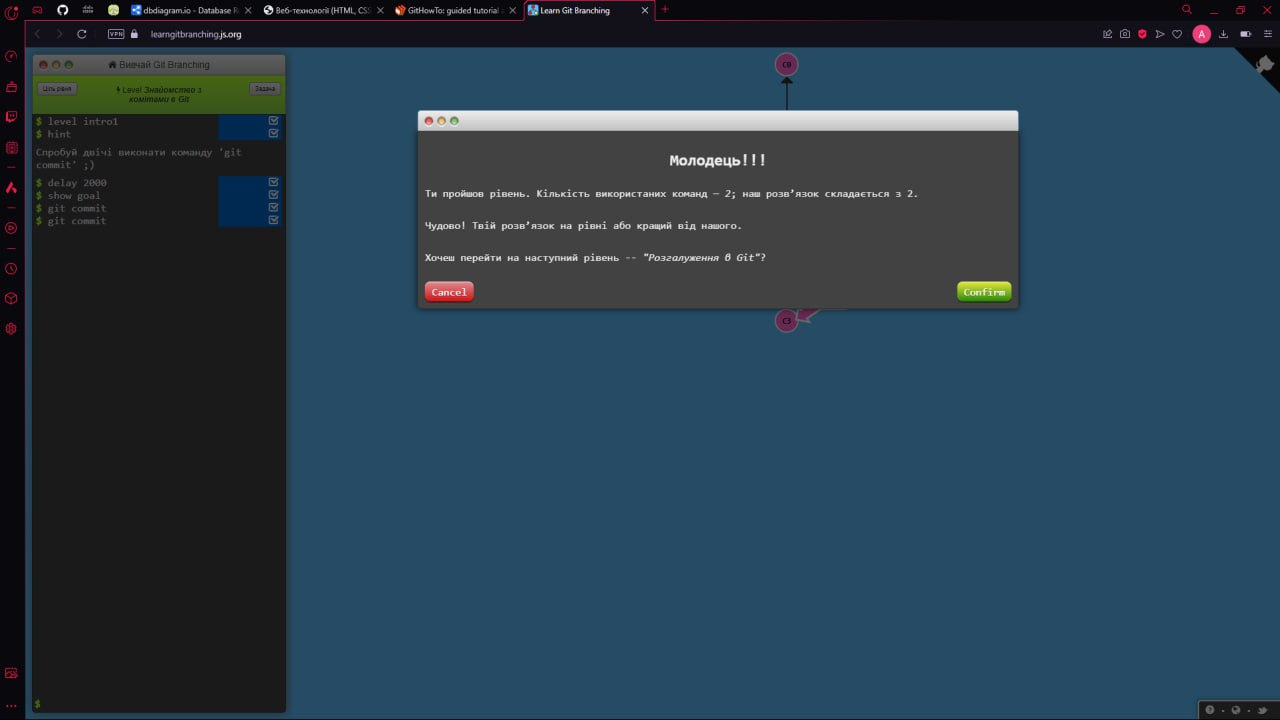 dbdiagram.io - Database R
Веб-технології (HTML, CSS
GitHowTo: guided tutorial
Learn Git Branching
VPN
learngitbranching.js.org
A
Вивчай Git Branching
Ціль рівня
Level Знайомство з
комітами в Git
Задача
$ level intro1
$ hint
Спробуй двічі виконати команду 'git
commit' ;)
$ delay 2000
$ show goal
$ git commit
$ git commit
$
C0
Молодець!!!
Ти пройшов рівень. Кількість використаних команд — 2; наш розв’язок складається з 2.
Чудово! Твій розв’язок на рівні або кращий від нашого.
Хочеш перейти на наступний рівень -- "Розгалуження в Git"?
Cancel
Confirm
C3